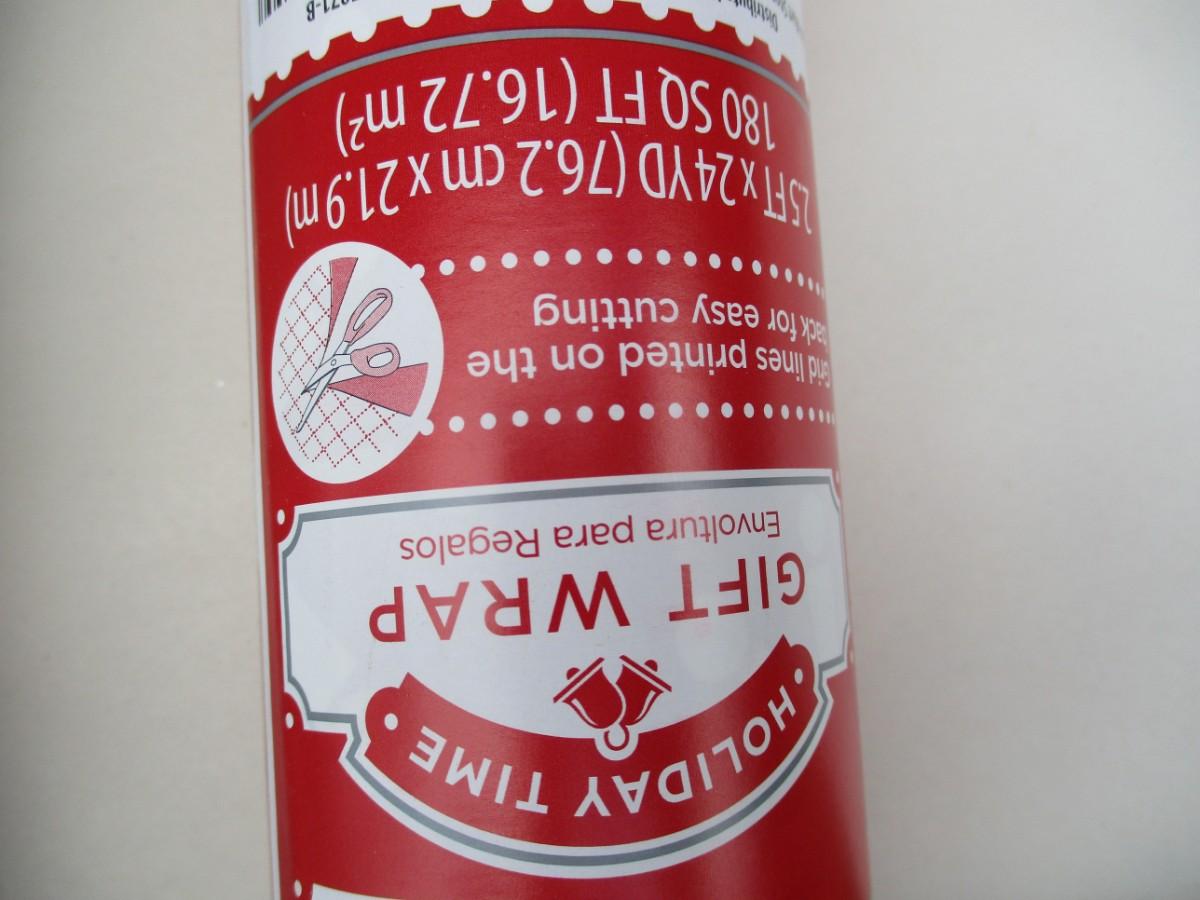 HOLIDAY TIME
GIFT WRAP
Envoltura para Regalos
Grid lines printed on the
back for easy cutting
2.5 FT x 24 YD (76.2 cm x 21.9 m)
180 SQ FT (16.72 m²)